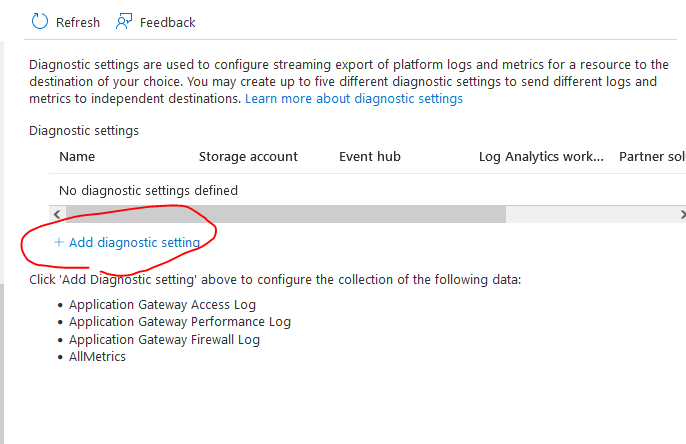 Refresh Feedback
Diagnostic settings are used to configure streaming export of platform logs and metrics for a resource to the
destination of your choice. You may create up to five different diagnostic settings to send different logs and
metrics to independent destinations. Learn more about diagnostic settings
Diagnostic settings
Name Storage account Event hub Log Analytics work... Partner sol
No diagnostic settings defined
+ Add diagnostic setting
Click 'Add Diagnostic setting' above to configure the collection of the following data:
• Application Gateway Access Log
• Application Gateway Performance Log
• Application Gateway Firewall Log
• AllMetrics